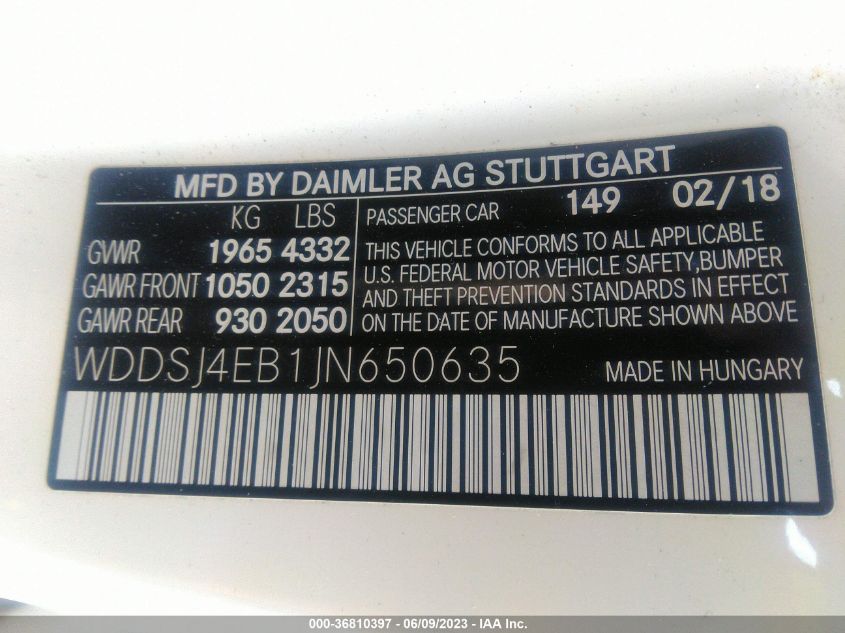 MFD BY DAIMLER AG STUTTGART
KG LBS
GVWR 1965 4332
GAWR FRONT 1050 2315
GAWR REAR 930 2050
PASSENGER CAR 149 02/18
THIS VEHICLE CONFORMS TO ALL APPLICABLE
U.S. FEDERAL MOTOR VEHICLE SAFETY,BUMPER
AND THEFT PREVENTION STANDARDS IN EFFECT
ON THE DATE OF MANUFACTURE SHOWN ABOVE
WDDSJ4EB1JN650635
MADE IN HUNGARY
000-36810397 - 06/09/2023 - IAA Inc.